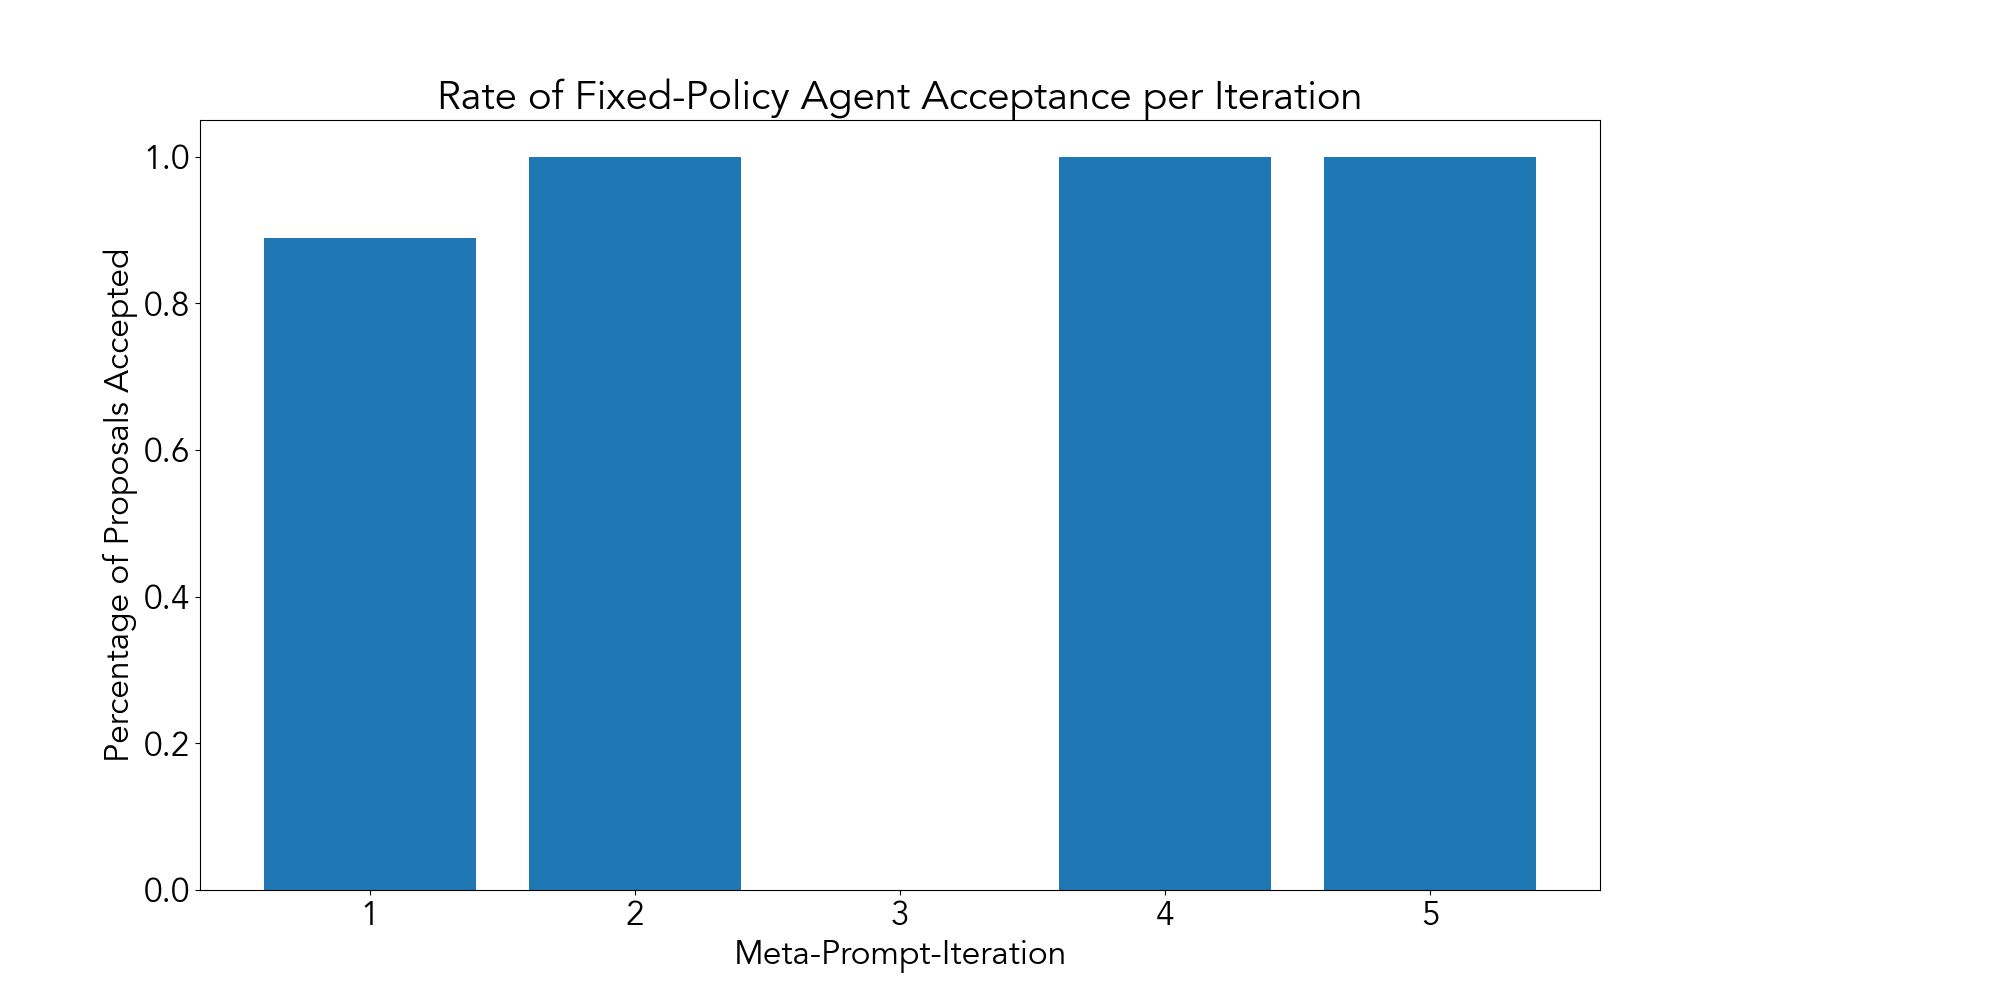 Rate of Fixed-Policy Agent Acceptance per Iteration
Percentage of Proposals Accepted
1.0
0.8
0.6
0.4
0.2
0.0
1 2 3 4 5
Meta-Prompt-Iteration